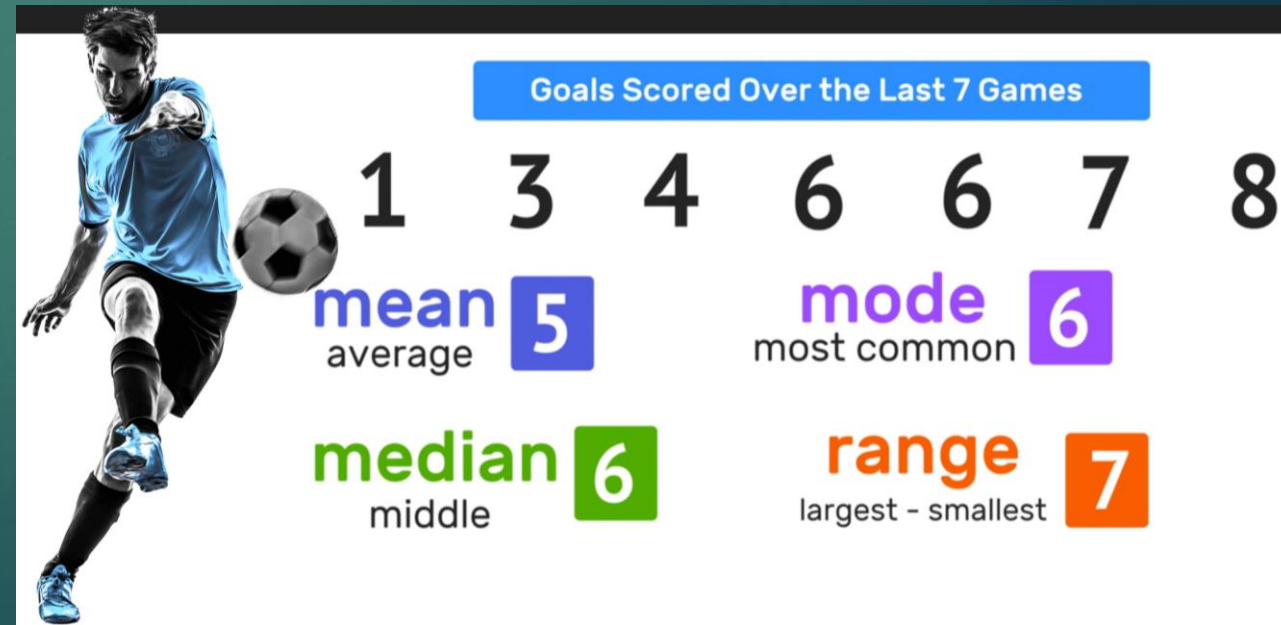 Goals Scored Over the Last 7 Games
1 3 4 6 6 7 8
mean 5
average
mode 6
most common
median 6
middle
range 7
largest - smallest